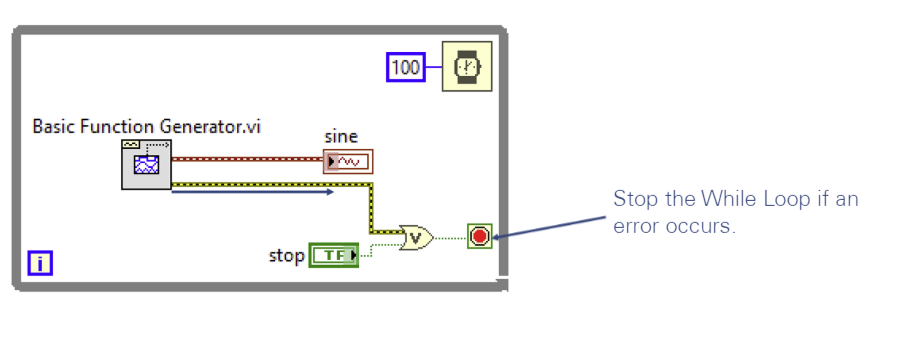 100
Basic Function Generator.vi
sine
Stop the While Loop if an
error occurs.
V
stop TF
i